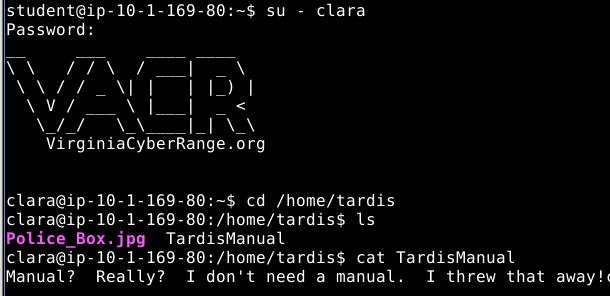 student@ip-10-1-169-80:~$ su - clara
Password:
__      ___      ____ ____
\ \    / / \   / ___|  _ \
 \ \ / / _ \| |   | |_) |
  \ V / ___ \ |___|  _ <
   \_/_/   \_\____|_| \_\
    VirginiaCyberRange.org
clara@ip-10-1-169-80:~$ cd /home/tardis
clara@ip-10-1-169-80:/home/tardis$ ls
Police_Box.jpg  TardisManual
clara@ip-10-1-169-80:/home/tardis$ cat TardisManual
Manual?  Really?  I don't need a manual.  I threw that away!c